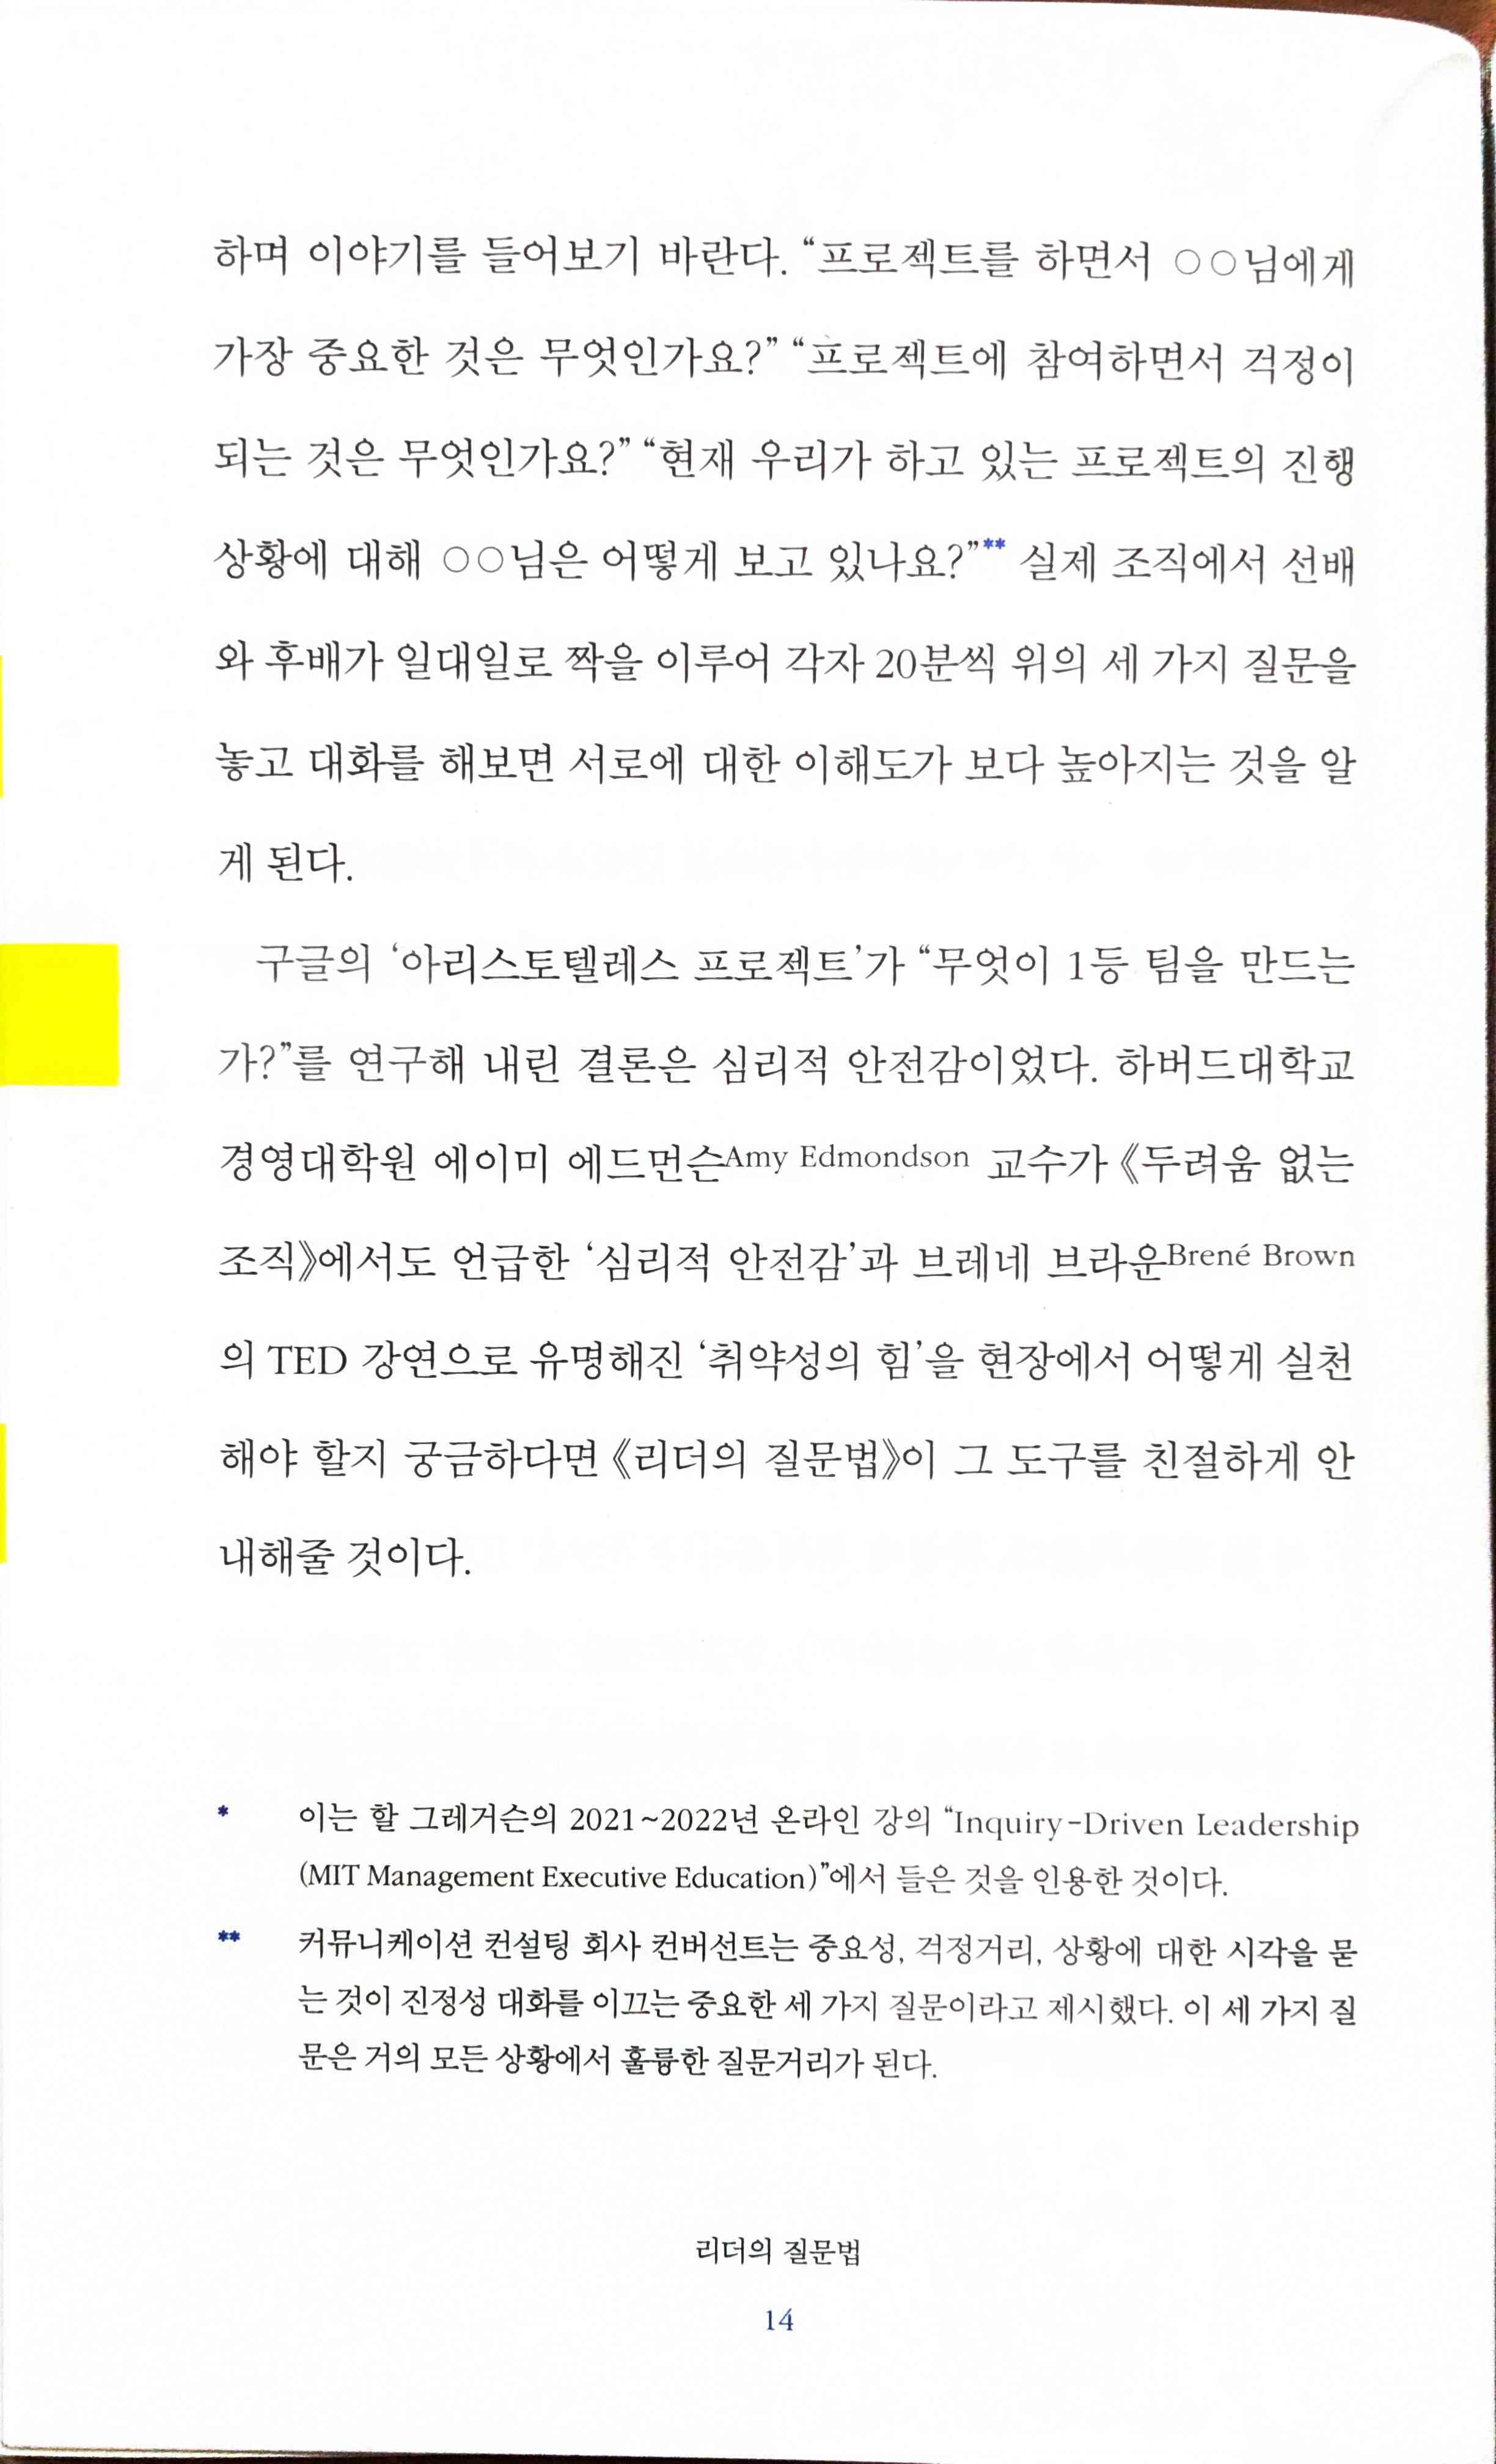 하며 이야기를 들어보기 바란다. “프로젝트를 하면서 ○○님에게
가장 중요한 것은 무엇인가요?” “프로젝트에 참여하면서 걱정이
되는 것은 무엇인가요?” “현재 우리가 하고 있는 프로젝트의 진행
상황에 대해 ○○님은 어떻게 보고 있나요?”** 실제 조직에서 선배
와 후배가 일대일로 짝을 이루어 각자 20분씩 위의 세 가지 질문을
놓고 대화를 해보면 서로에 대한 이해도가 보다 높아지는 것을 알
게 된다.
구글의 ‘아리스토텔레스 프로젝트’가 “무엇이 1등 팀을 만드는
가?”를 연구해 내린 결론은 심리적 안전감이었다. 하버드대학교
경영대학원 에이미 에드먼슨Amy Edmondson 교수가 《두려움 없는
조직》에서도 언급한 ‘심리적 안전감’과 브레네 브라운Brené Brown
의 TED 강연으로 유명해진 ‘취약성의 힘’을 현장에서 어떻게 실천
해야 할지 궁금하다면 《리더의 질문법》이 그 도구를 친절하게 안
내해줄 것이다.
* 이는 할 그레거슨의 2021~2022년 온라인 강의 “Inquiry-Driven Leadership
(MIT Management Executive Education)”에서 들은 것을 인용한 것이다.
** 커뮤니케이션 컨설팅 회사 컨버선트는 중요성, 걱정거리, 상황에 대한 시각을 묻
는 것이 진정성 대화를 이끄는 중요한 세 가지 질문이라고 제시했다. 이 세 가지 질
문은 거의 모든 상황에서 훌륭한 질문거리가 된다.
리더의 질문법
14